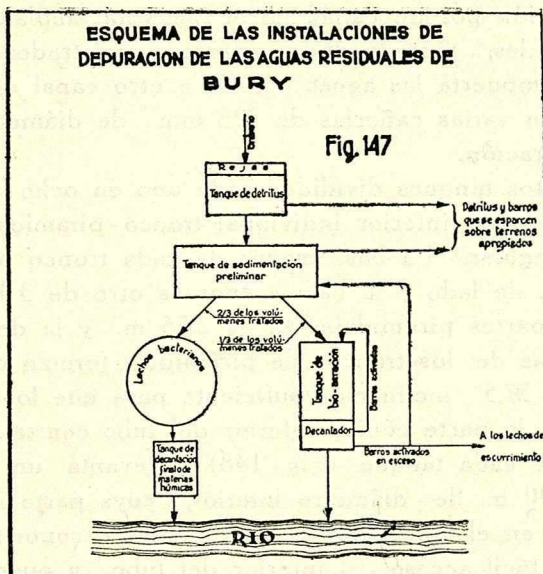 ESQUEMA DE LAS INSTALACIONES DE
DEPURACION DE LAS AGUAS RESIDUALES DE
BURY
Fig. 147
Rejas
Tanque de detritus
Detritus y barros
que se esparcen
sobre terrenos
apropiados
Tanque de sedimentación
preliminar
2/3 de los volú-
menes tratados
1/3 de los volú-
menes tratados
Lechos bacterianos
Tanque de
bio-aereación
Barros activados
Decantador
Tanque de
decantación
final de ma-
terias
húmicas
Barros activados
en exceso
A los lechos de
escurrimiento
RIO